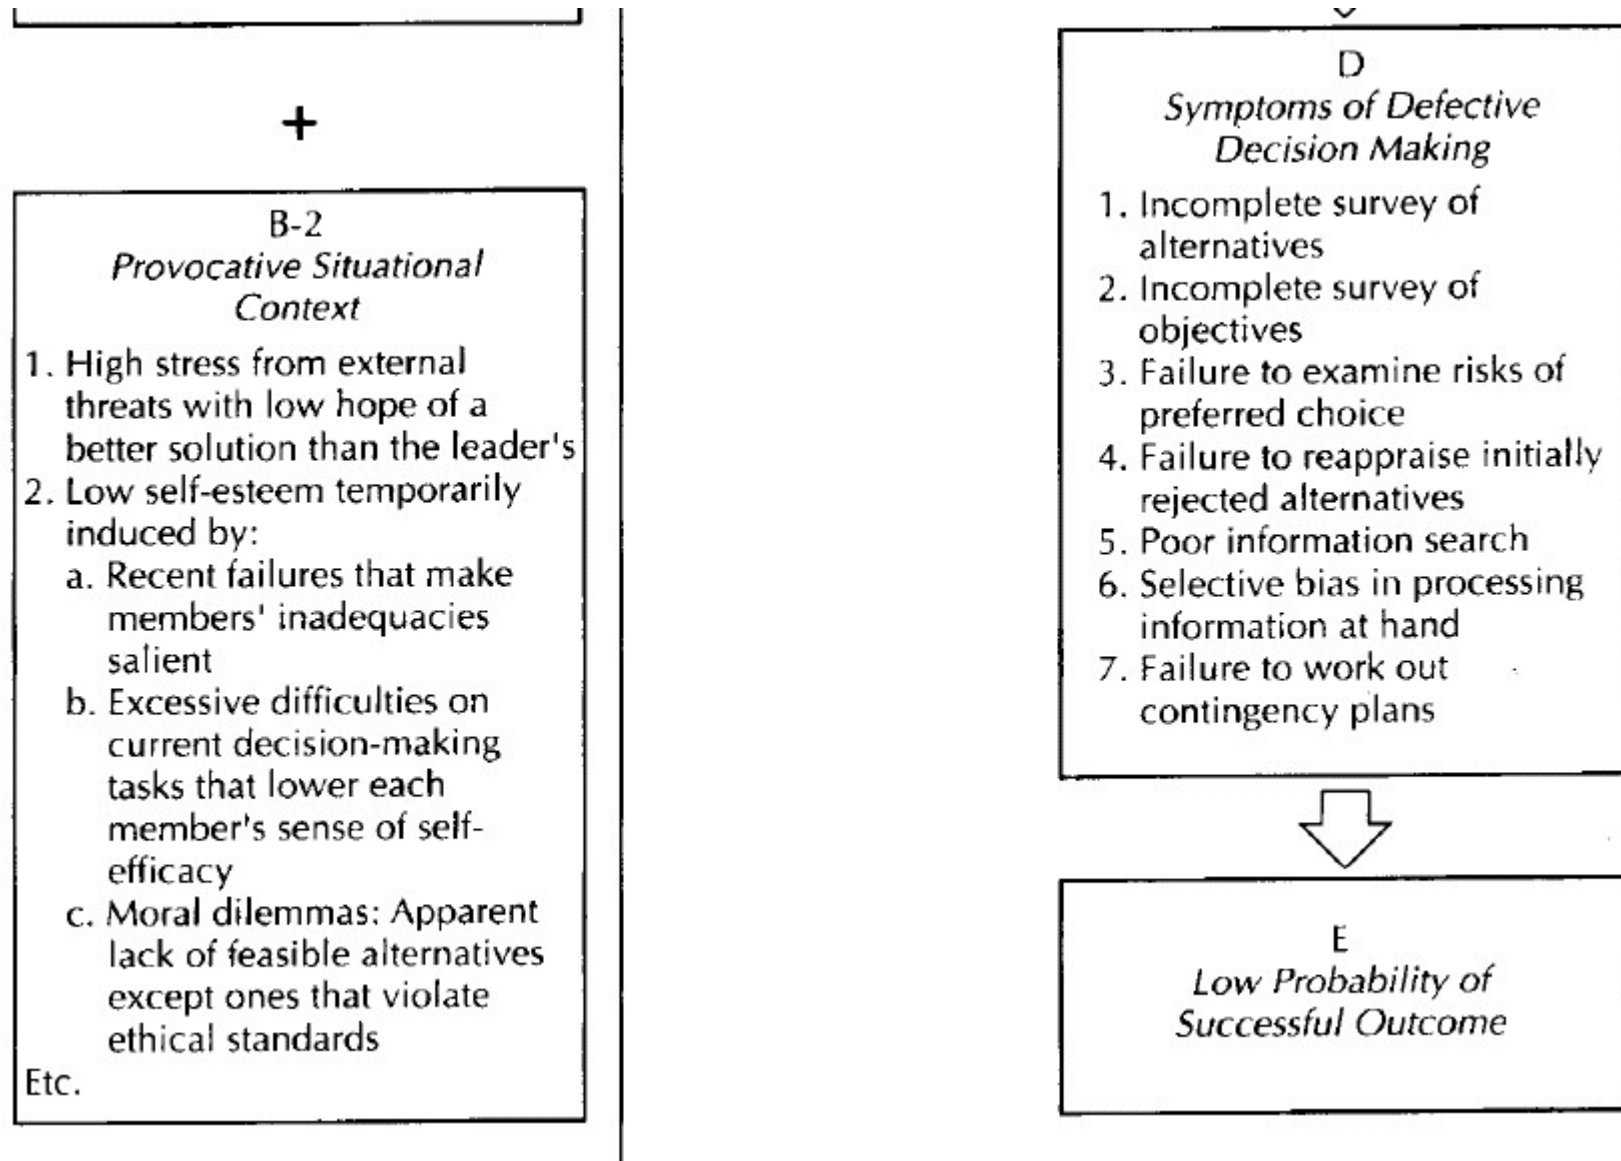 +
B-2
Provocative Situational
Context
1. High stress from external
threats with low hope of a
better solution than the leader's
2. Low self-esteem temporarily
induced by:
a. Recent failures that make
members' inadequacies
salient
b. Excessive difficulties on
current decision-making
tasks that lower each
member's sense of self-
efficacy
c. Moral dilemmas: Apparent
lack of feasible alternatives
except ones that violate
ethical standards
Etc.
D
Symptoms of Defective
Decision Making
1. Incomplete survey of
alternatives
2. Incomplete survey of
objectives
3. Failure to examine risks of
preferred choice
4. Failure to reappraise initially
rejected alternatives
5. Poor information search
6. Selective bias in processing
information at hand
7. Failure to work out
contingency plans
E
Low Probability of
Successful Outcome